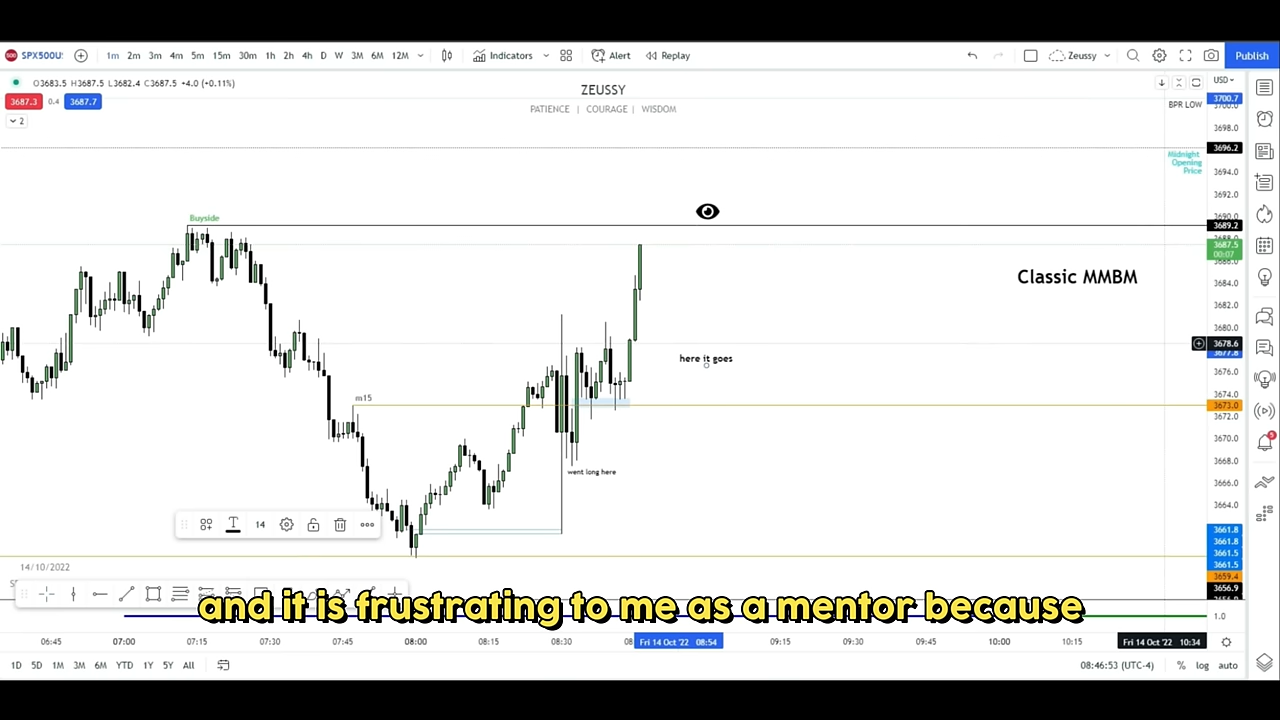 SPX500U: 1m 2m 3m 4m 5m 15m 30m 1h 2h 4h D W 3M 6M 12M Indicators Alert Replay Zeussy Publish
O3683.5 H3687.5 L3682.4 C3687.5 +4.0 (+0.11%)
3687.3 0.4 3687.7
2
ZEUSSY
PATIENCE | COURAGE | WISDOM
USD
3700.7
BPR LOW
3698.0
3696.2
Midnight
Opening
Price
3694.0
3692.0
3690.0
Buyside
3689.2
3687.5
00:07
Classic MMBM
3684.0
3682.0
3680.0
3678.6
3677.8
here it goes
3676.0
m15
3673.0
3672.0
3670.0
3668.0
went long here
3666.0
3664.0
14
3661.8
3661.8
3661.5
3661.5
14/10/2022
3659.4
3656.9
and it is frustrating to me as a mentor because
1.0
06:45 07:00 07:15 07:30 07:45 08:00 08:15 08:30 Fri 14 Oct '22 08:54 09:15 09:30 09:45 10:00 10:15 Fri 14 Oct '22 10:34
1D 5D 1M 3M 6M YTD 1Y 5Y All 08:46:53 (UTC-4) % log auto